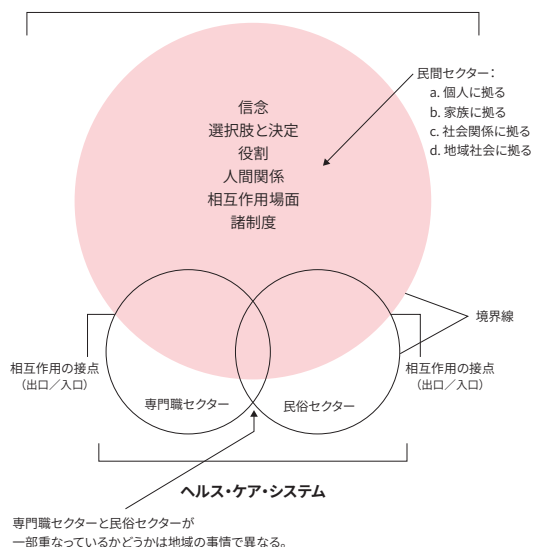 民間セクター：
a. 個人に拠る
b. 家族に拠る
c. 社会関係に拠る
d. 地域社会に拠る
信念
選択肢と決定
役割
人間関係
相互作用場面
諸制度
境界線
相互作用の接点
（出口／入口）
相互作用の接点
（出口／入口）
専門職セクター
民俗セクター
ヘルス・ケア・システム
専門職セクターと民俗セクターが
一部重なっているかどうかは地域の事情で異なる。